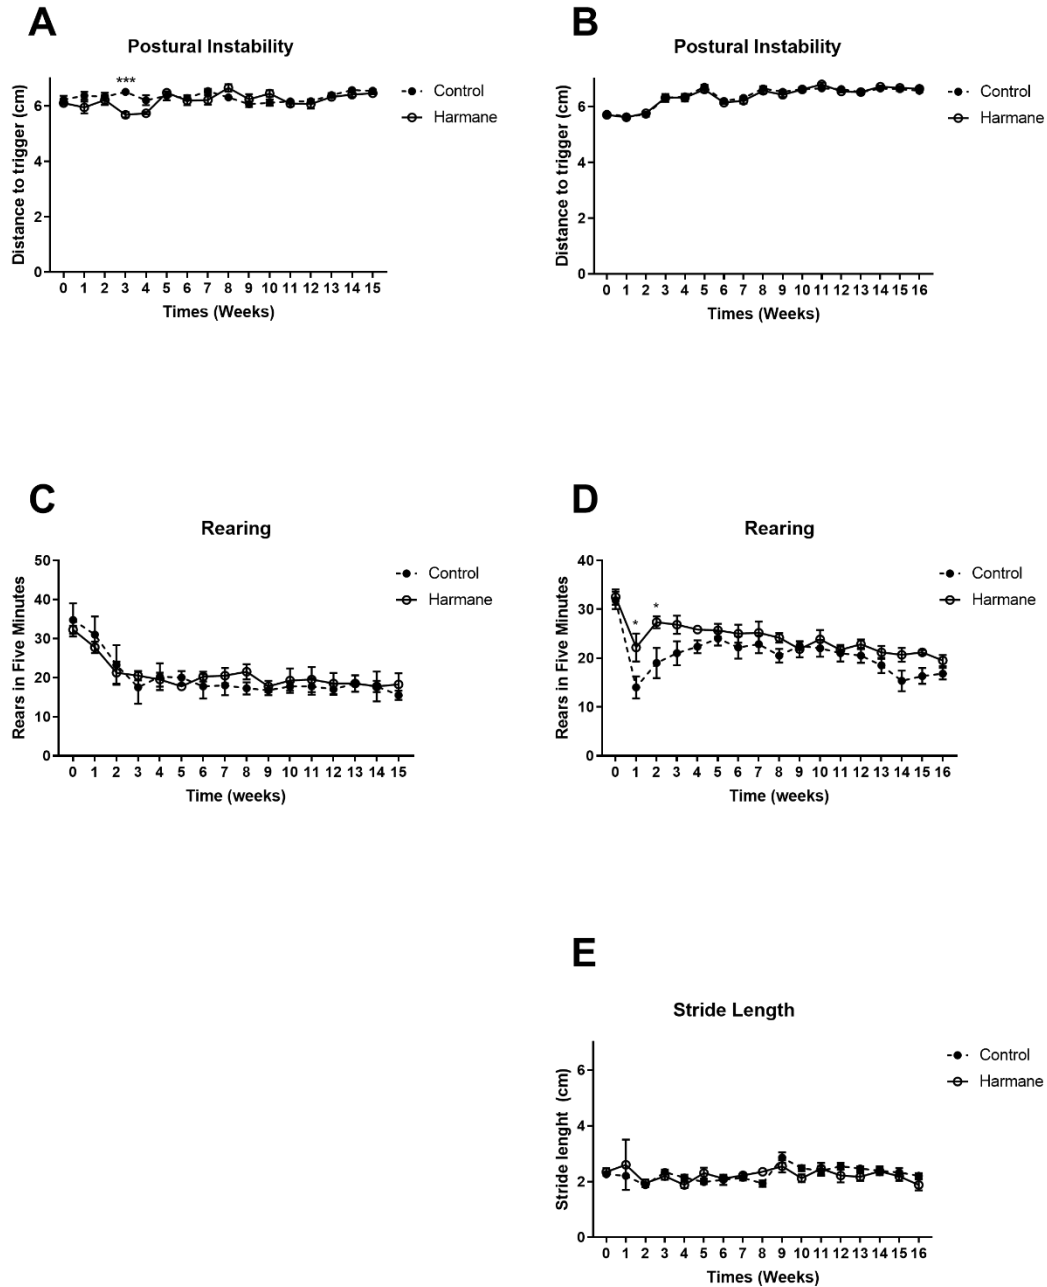 A
Postural Instability
***
Distance to trigger (cm)
6
4
2
0
0 1 2 3 4 5 6 7 8 9 10 11 12 13 14 15
Times (Weeks)
Control
Harmane
B
Postural Instability
Distance to trigger (cm)
6
4
2
0
0 1 2 3 4 5 6 7 8 9 10 11 12 13 14 15 16
Times (Weeks)
Control
Harmane
C
Rearing
Rears in Five Minutes
50
40
30
20
10
0
0 1 2 3 4 5 6 7 8 9 10 11 12 13 14 15
Time (weeks)
Control
Harmane
D
Rearing
Rears in Five Minutes
40
30
20
10
0
* *
0 1 2 3 4 5 6 7 8 9 10 11 12 13 14 15 16
Time (weeks)
Control
Harmane
E
Stride Length
Stride lenght (cm)
6
4
2
0
0 1 2 3 4 5 6 7 8 9 10 11 12 13 14 15 16
Times (Weeks)
Control
Harmane